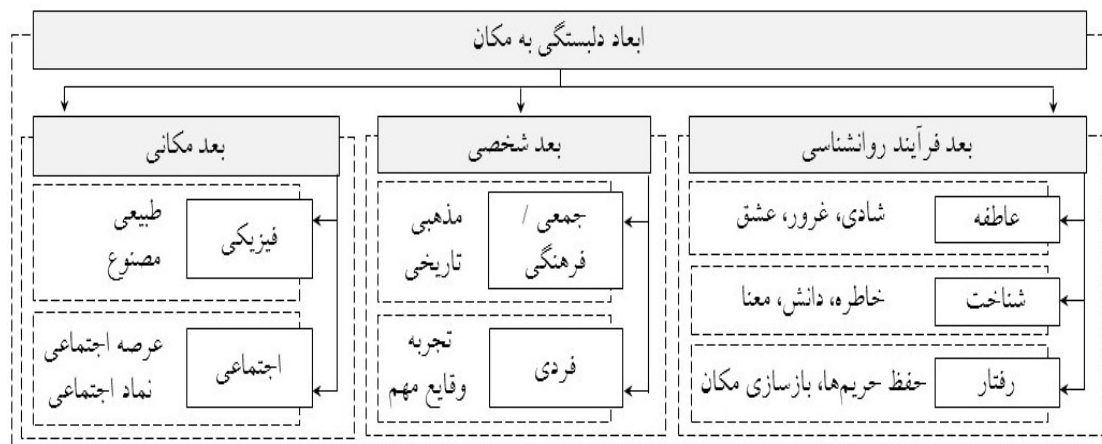 ابعاد دلبستگی به مکان
بعد فرآیند روانشناسی
عاطفه
شادی، غرور، عشق
شناخت
خاطره، دانش، معنا
رفتار
حفظ حریم‌ها، بازسازی مکان
بعد شخصی
جمعی /
فرهنگی
مذهبی
تاریخی
فردی
تجربه
وقایع مهم
بعد مکانی
فیزیکی
طبیعی
مصنوع
اجتماعی
عرصه اجتماعی
نماد اجتماعی